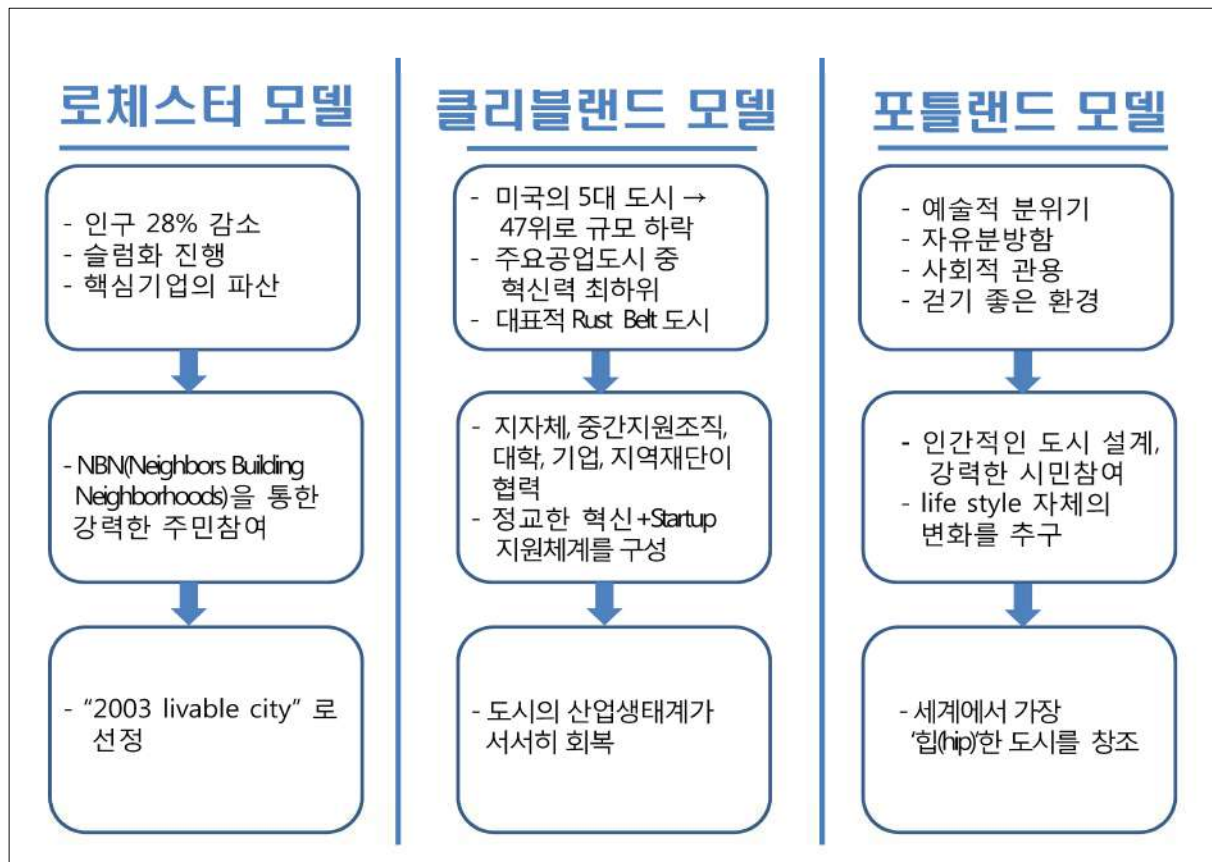 로체스터 모델
- 인구 28% 감소
- 슬럼화 진행
- 핵심기업의 파산
- NBN(Neighbors Building
Neighborhoods)을 통한
강력한 주민참여
- “2003 livable city” 로
선정
클리블랜드 모델
- 미국의 5대 도시 →
47위로 규모 하락
- 주요공업도시 중
혁신력 최하위
- 대표적 Rust Belt 도시
- 지자체, 중간지원조직,
대학, 기업, 지역재단이
협력
- 정교한 혁신+Startup
지원체계를 구성
- 도시의 산업생태계가
서서히 회복
포틀랜드 모델
- 예술적 분위기
- 자유분방함
- 사회적 관용
- 걷기 좋은 환경
- 인간적인 도시 설계,
강력한 시민참여
- life style 자체의
변화를 추구
- 세계에서 가장
‘힙(hip)’한 도시를 창조